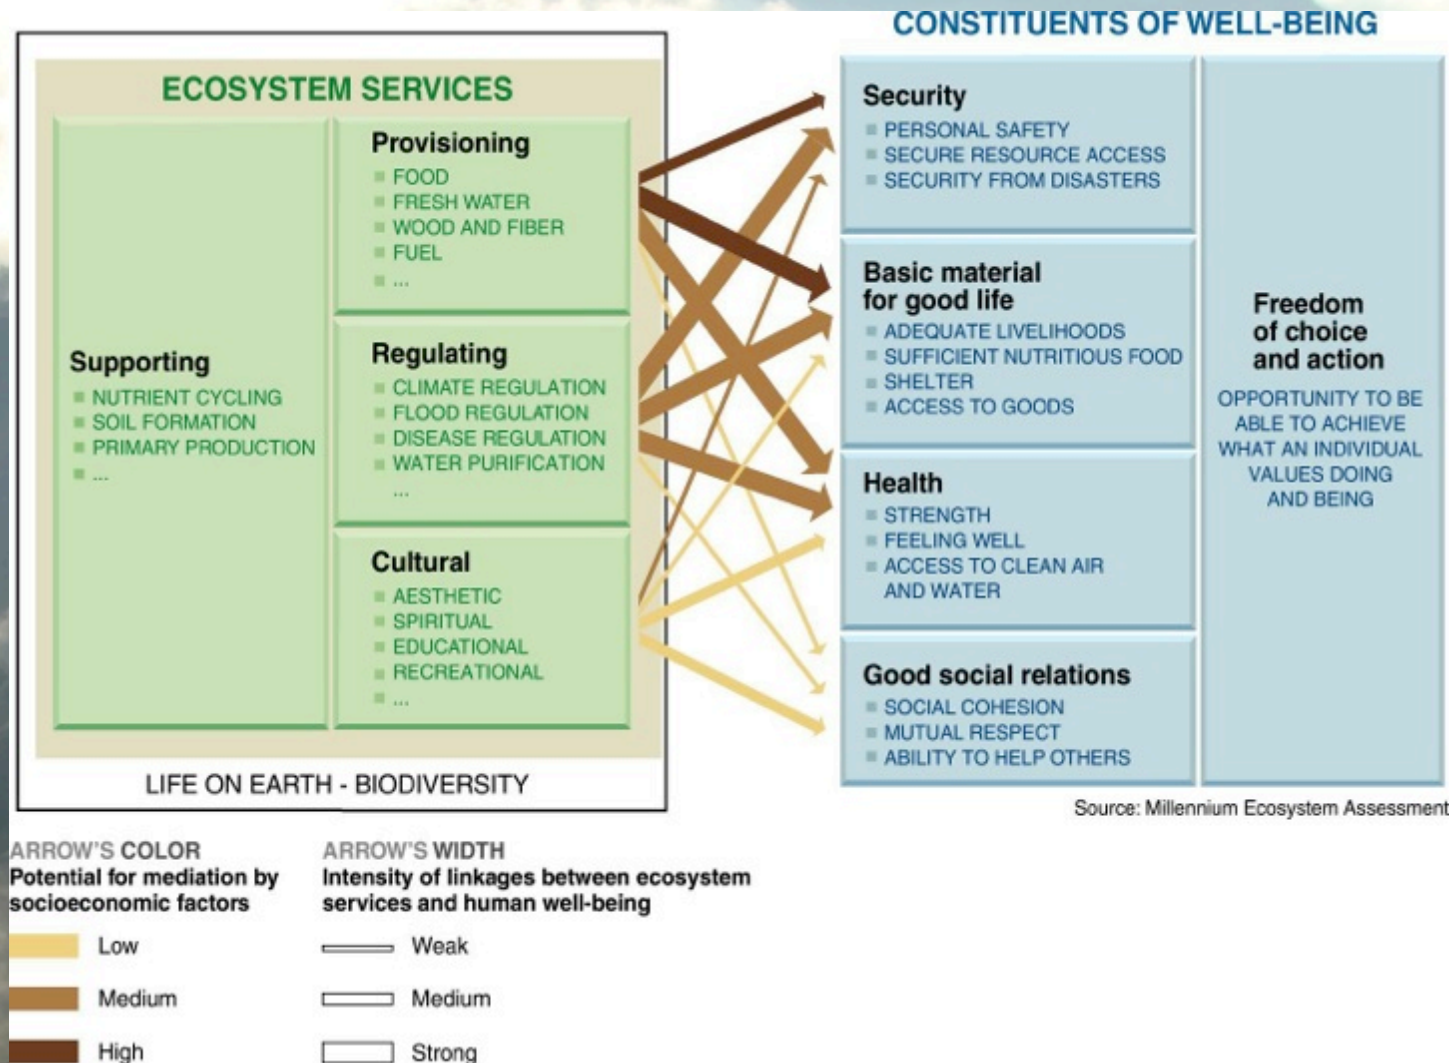 CONSTITUENTS OF WELL-BEING
ECOSYSTEM SERVICES
Supporting
NUTRIENT CYCLING
SOIL FORMATION
PRIMARY PRODUCTION
...
Provisioning
FOOD
FRESH WATER
WOOD AND FIBER
FUEL
...
Regulating
CLIMATE REGULATION
FLOOD REGULATION
DISEASE REGULATION
WATER PURIFICATION
...
Cultural
AESTHETIC
SPIRITUAL
EDUCATIONAL
RECREATIONAL
...
LIFE ON EARTH - BIODIVERSITY
Security
PERSONAL SAFETY
SECURE RESOURCE ACCESS
SECURITY FROM DISASTERS
Basic material
for good life
ADEQUATE LIVELIHOODS
SUFFICIENT NUTRITIOUS FOOD
SHELTER
ACCESS TO GOODS
Health
STRENGTH
FEELING WELL
ACCESS TO CLEAN AIR
AND WATER
Good social relations
SOCIAL COHESION
MUTUAL RESPECT
ABILITY TO HELP OTHERS
Freedom
of choice
and action
OPPORTUNITY TO BE
ABLE TO ACHIEVE
WHAT AN INDIVIDUAL
VALUES DOING
AND BEING
Source: Millennium Ecosystem Assessment
ARROW'S COLOR
Potential for mediation by
socioeconomic factors
Low
Medium
High
ARROW'S WIDTH
Intensity of linkages between ecosystem
services and human well-being
Weak
Medium
Strong